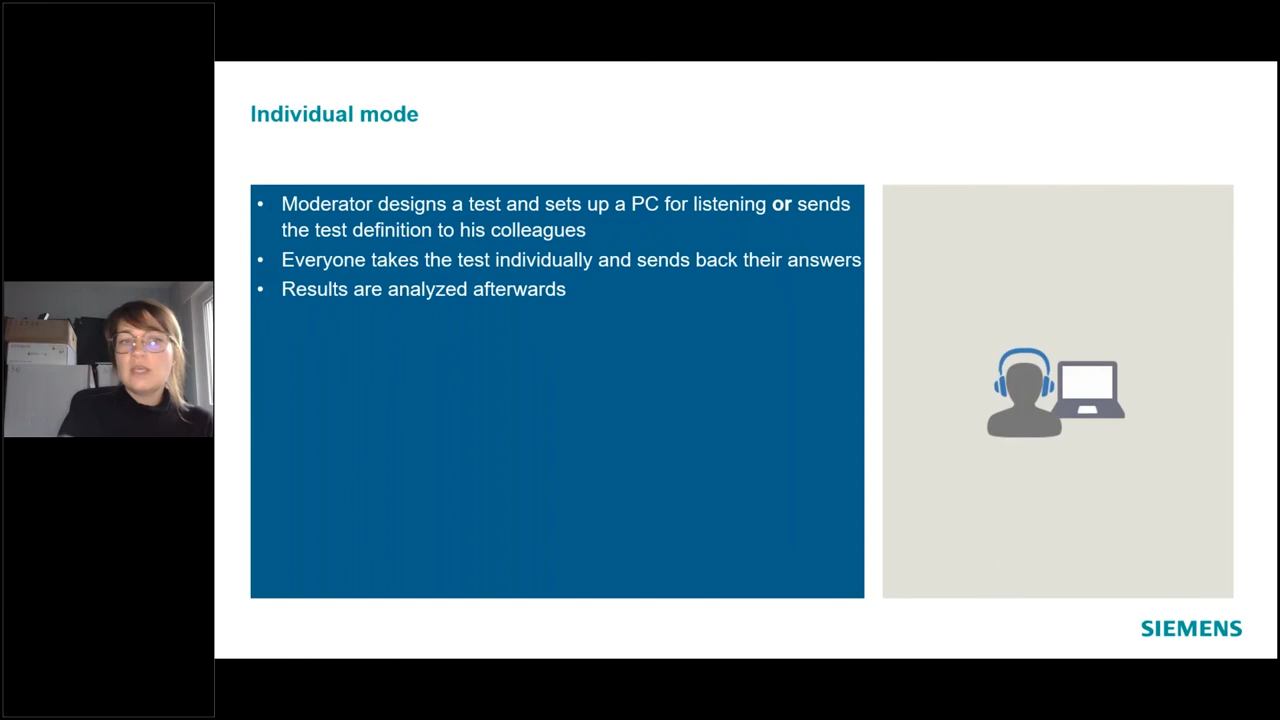 Individual mode
• Moderator designs a test and sets up a PC for listening or sends
the test definition to his colleagues
• Everyone takes the test individually and sends back their answers
• Results are analyzed afterwards
SIEMENS